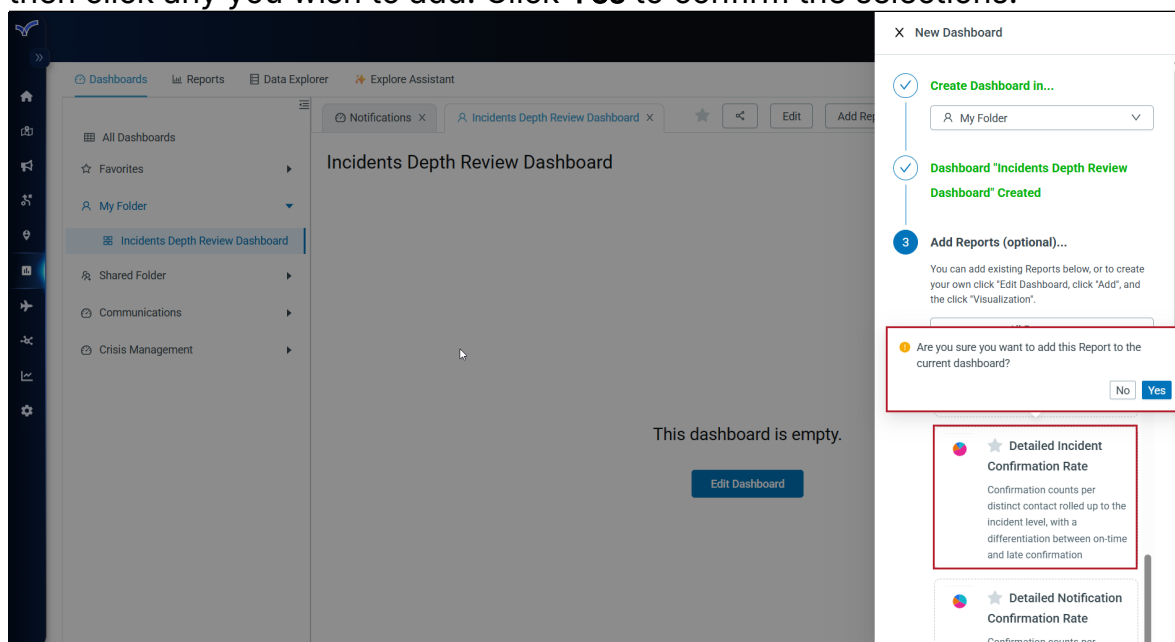 then click any you wish to add. Click Yes to confirm the selections.
X New Dashboard
»
Dashboards Reports Data Explorer Explore Assistant
Create Dashboard in...
Notifications X Incidents Depth Review Dashboard X Edit Add Rep
My Folder
All Dashboards
Incidents Depth Review Dashboard
Favorites
Dashboard "Incidents Depth Review
Dashboard" Created
My Folder
Incidents Depth Review Dashboard
3 Add Reports (optional)...
Shared Folder
You can add existing Reports below, or to create
your own click "Edit Dashboard, click "Add", and
the click "Visualization".
Communications
Crisis Management
Are you sure you want to add this Report to the
current dashboard?
No Yes
This dashboard is empty.
Edit Dashboard
Detailed Incident
Confirmation Rate
Confirmation counts per
distinct contact rolled up to the
incident level, with a
differentiation between on-time
and late confirmation
Detailed Notification
Confirmation Rate
Confirmation counts per